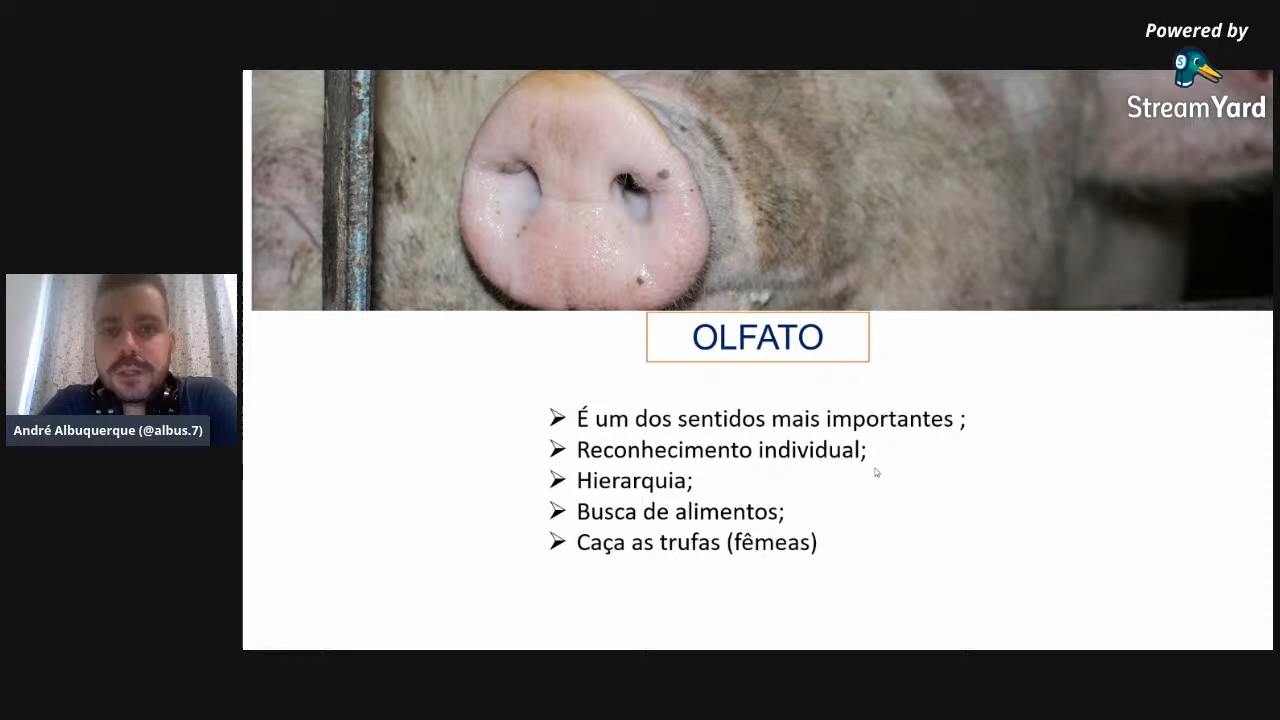 Powered by
StreamYard
OLFATO
É um dos sentidos mais importantes ;
Reconhecimento individual;
Hierarquia;
Busca de alimentos;
Caça as trufas (fêmeas)
André Albuquerque (@albus.7)